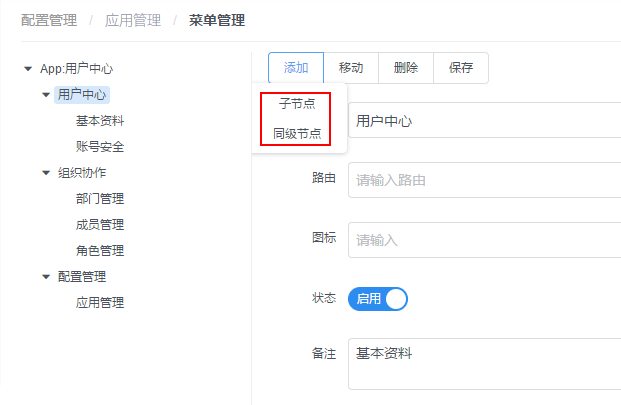 配置管理 / 应用管理 / 菜单管理
App:用户中心
用户中心
基本资料
账号安全
组织协作
部门管理
成员管理
角色管理
配置管理
应用管理
添加 移动 删除 保存
子节点
同级节点
用户中心
路由 请输入路由
图标 请输入
状态 启用
备注 基本资料